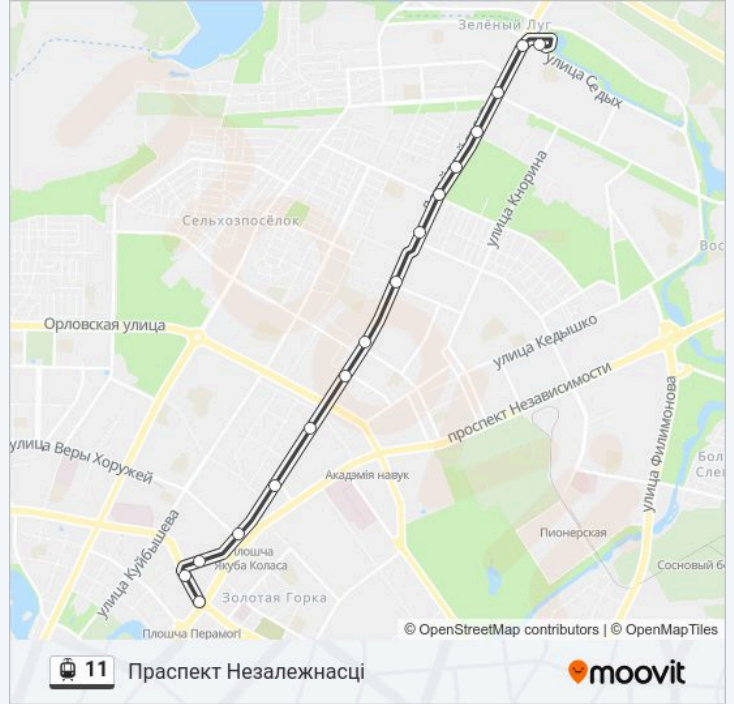 Зелёный Луг
улица Седых
улица Кнорина
Сельхозпосёлок
Вос
Орловская улица
улица Кедышко
проспект Независимости
улица Филимонова
улица Веры Хоружей
Акадэмія навук
Бол
Слеп
Пионерская
улица Куйбышева
Плошча
Якуба Коласа
Сосновый б
Золотая Горка
Плошча Перамогі
© OpenStreetMap contributors | © OpenMapTiles
11 Праспект Незалежнасці
moovit